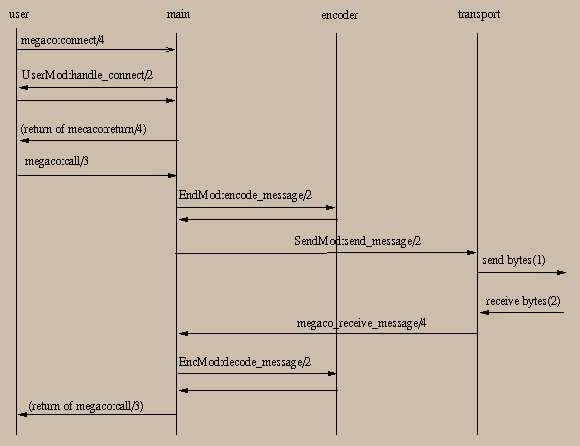 user main encoder transport
megaco:connect/4
UserMod:handle_connect/2
(return of mecaco:return/4)
megaco:call/3
EndMod:encode_message/2
SendMod:send_message/2
send bytes(1)
receive bytes(2)
megaco_receive_message/4
EncMod:decode_message/2
(return of megaco:call/3)